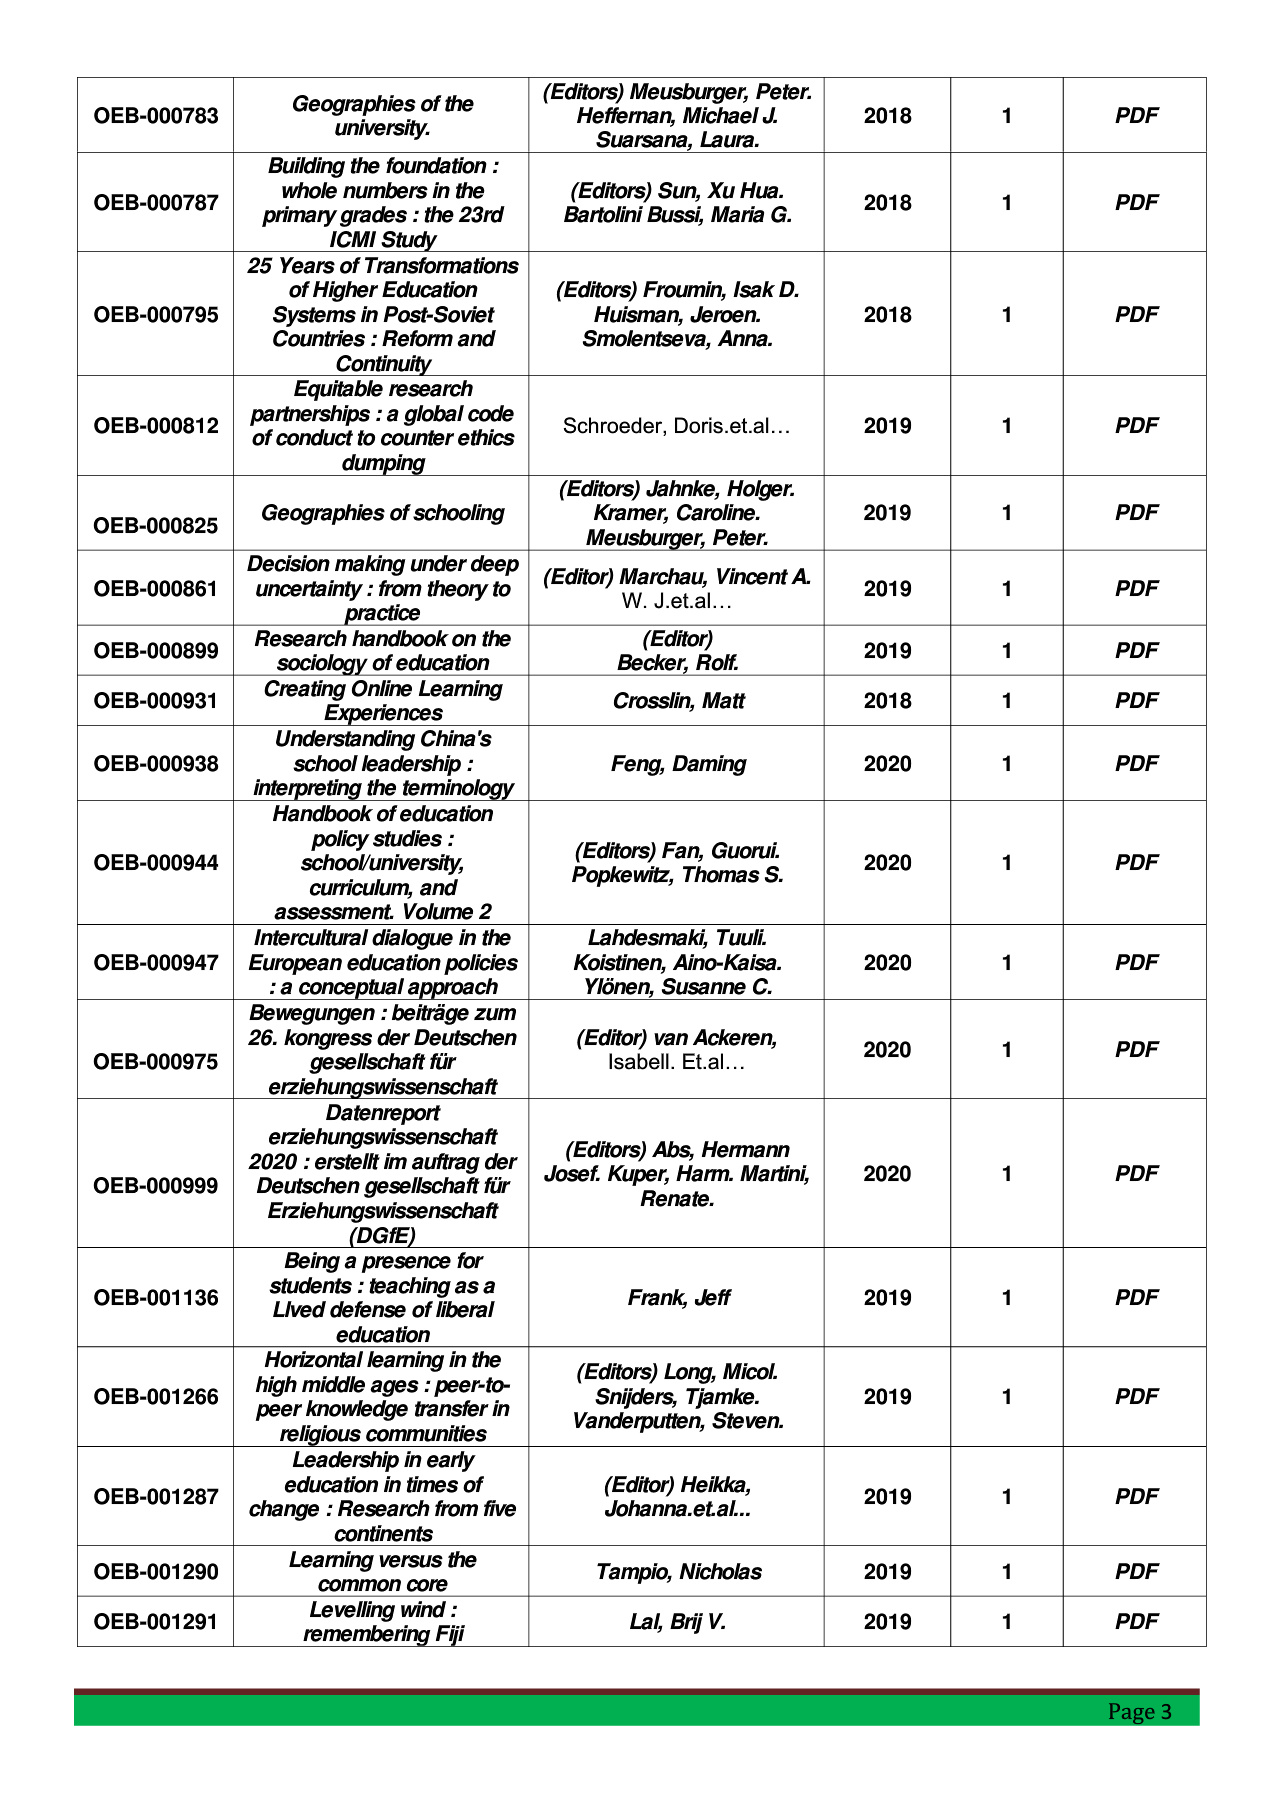 OEB-000783
Geographies of the
university.
(Editors) Meusburger, Peter.
Heffernan, Michael J.
Suarsana, Laura.
2018
1
PDF
OEB-000787
Building the foundation :
whole numbers in the
primary grades : the 23rd
ICMI Study
(Editors) Sun, Xu Hua.
Bartolini Bussi, Maria G.
2018
1
PDF
OEB-000795
25 Years of Transformations
of Higher Education
Systems in Post-Soviet
Countries : Reform and
Continuity
(Editors) Froumin, Isak D.
Huisman, Jeroen.
Smolentseva, Anna.
2018
1
PDF
OEB-000812
Equitable research
partnerships : a global code
of conduct to counter ethics
dumping
Schroeder, Doris.et.al…
2019
1
PDF
OEB-000825
Geographies of schooling
(Editors) Jahnke, Holger.
Kramer, Caroline.
Meusburger, Peter.
2019
1
PDF
OEB-000861
Decision making under deep
uncertainty : from theory to
practice
(Editor) Marchau, Vincent A.
W. J.et.al…
2019
1
PDF
OEB-000899
Research handbook on the
sociology of education
(Editor)
Becker, Rolf.
2019
1
PDF
OEB-000931
Creating Online Learning
Experiences
Crosslin, Matt
2018
1
PDF
OEB-000938
Understanding China's
school leadership :
interpreting the terminology
Feng, Daming
2020
1
PDF
OEB-000944
Handbook of education
policy studies :
school/university,
curriculum, and
assessment. Volume 2
(Editors) Fan, Guorui.
Popkewitz, Thomas S.
2020
1
PDF
OEB-000947
Intercultural dialogue in the
European education policies
: a conceptual approach
Lahdesmaki, Tuuli.
Koistinen, Aino-Kaisa.
Ylönen, Susanne C.
2020
1
PDF
OEB-000975
Bewegungen : beiträge zum
26. kongress der Deutschen
gesellschaft für
erziehungswissenschaft
(Editor) van Ackeren,
Isabell. Et.al…
2020
1
PDF
OEB-000999
Datenreport
erziehungswissenschaft
2020 : erstellt im auftrag der
Deutschen gesellschaft für
Erziehungswissenschaft
(DGfE)
(Editors) Abs, Hermann
Josef. Kuper, Harm. Martini,
Renate.
2020
1
PDF
OEB-001136
Being a presence for
students : teaching as a
LIved defense of liberal
education
Frank, Jeff
2019
1
PDF
OEB-001266
Horizontal learning in the
high middle ages : peer-to-
peer knowledge transfer in
religious communities
(Editors) Long, Micol.
Snijders, Tjamke.
Vanderputten, Steven.
2019
1
PDF
OEB-001287
Leadership in early
education in times of
change : Research from five
continents
(Editor) Heikka,
Johanna.et.al...
2019
1
PDF
OEB-001290
Learning versus the
common core
Tampio, Nicholas
2019
1
PDF
OEB-001291
Levelling wind :
remembering Fiji
Lal, Brij V.
2019
1
PDF
Page 3